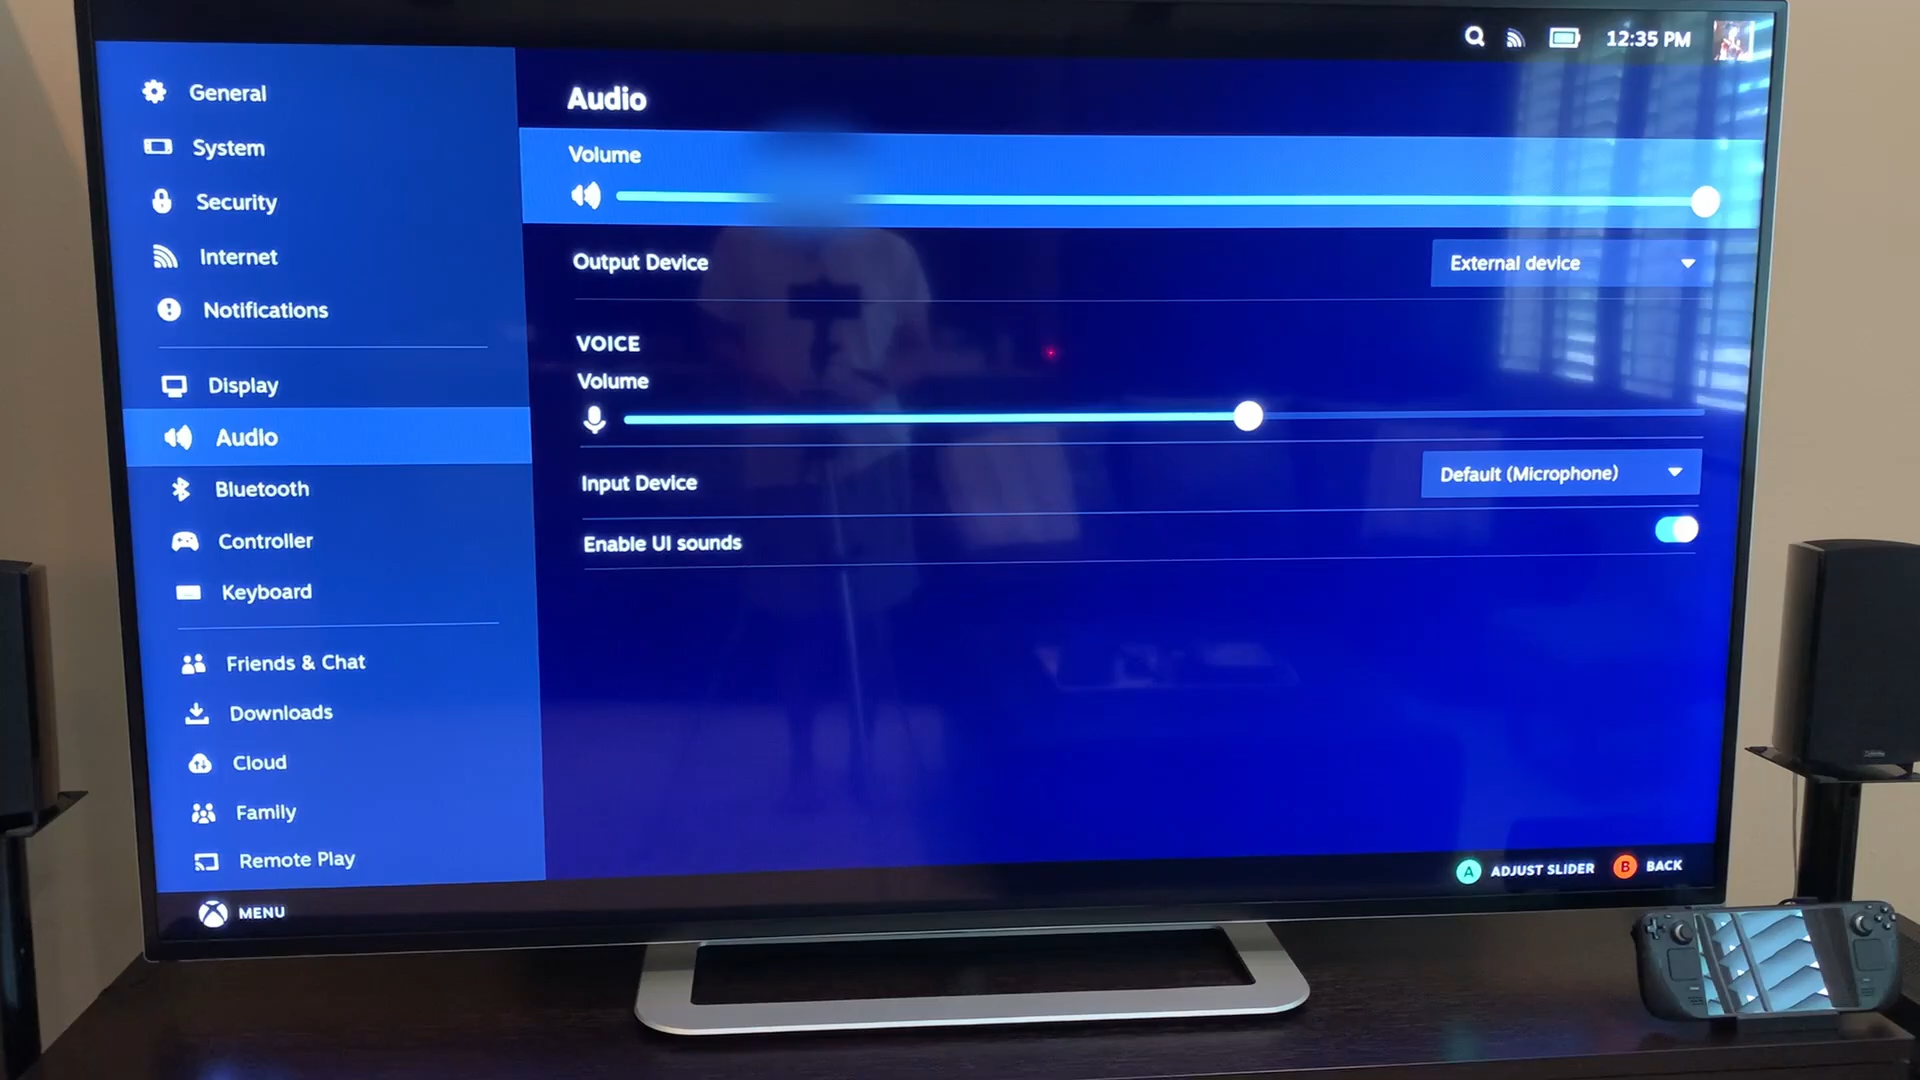 12:35 PM
General
System
Security
Internet
Notifications
Display
Audio
Bluetooth
Controller
Keyboard
Friends & Chat
Downloads
Cloud
Family
Remote Play
MENU
Audio
Volume
Output Device
External device
VOICE
Volume
Input Device
Default (Microphone)
Enable UI sounds
A ADJUST SLIDER
B BACK